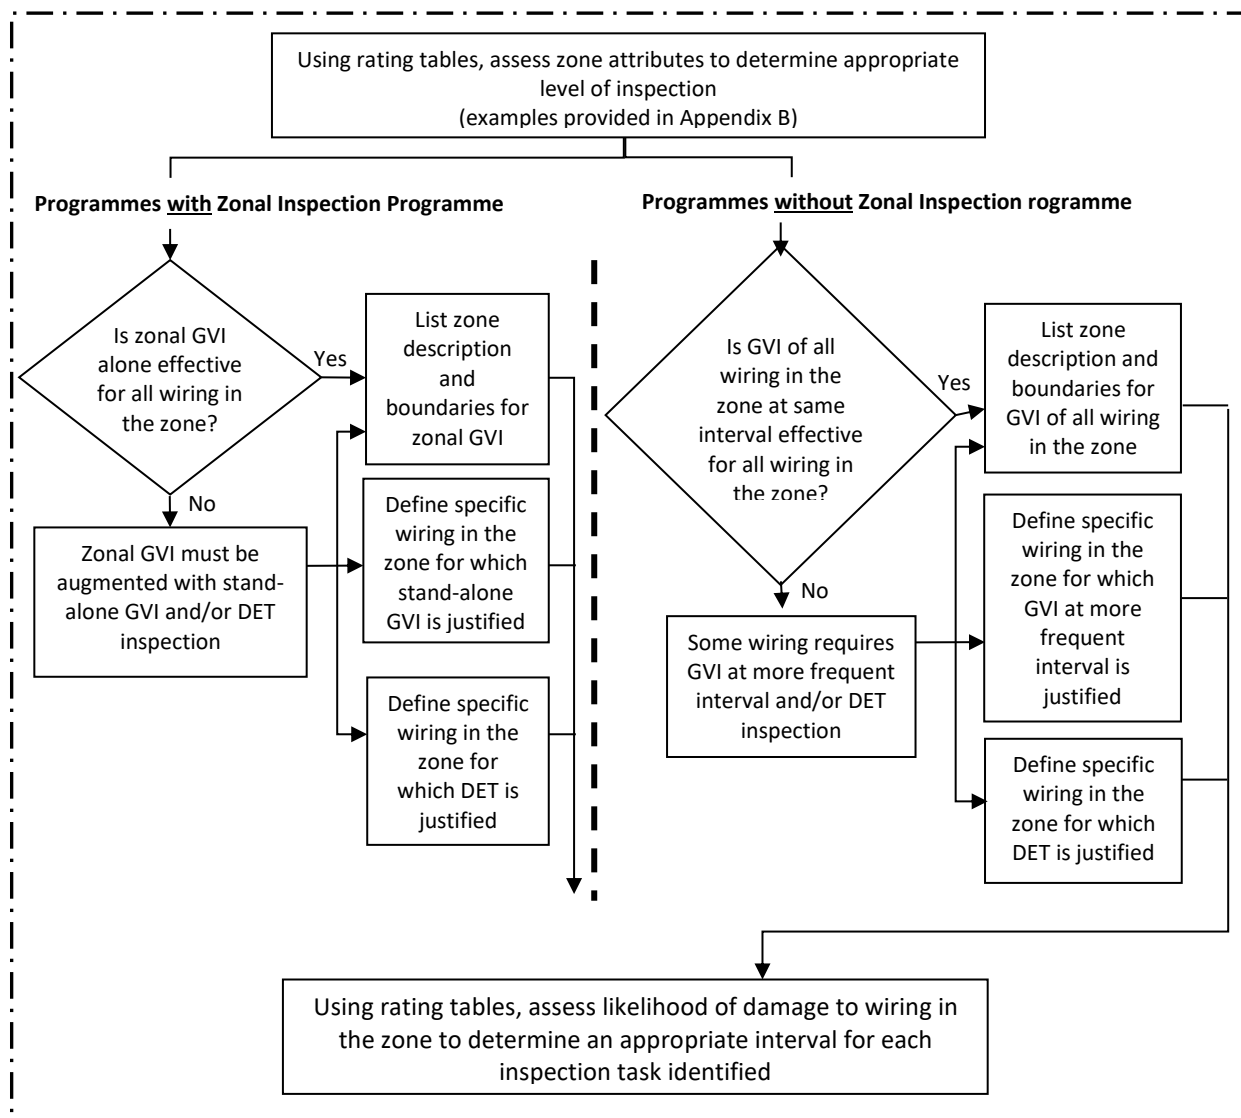 Using rating tables, assess zone attributes to determine appropriate
level of inspection
(examples provided in Appendix B)
Programmes with Zonal Inspection Programme
Is zonal GVI
alone effective
for all wiring in
the zone?
Yes
No
List zone
description
and
boundaries for
zonal GVI
Zonal GVI must be
augmented with stand-
alone GVI and/or DET
inspection
Define specific
wiring in the
zone for which
stand-alone
GVI is justified
Define specific
wiring in the
zone for
which DET is
justified
Programmes without Zonal Inspection rogramme
Is GVI of all
wiring in the
zone at same
interval effective
for all wiring in
the zone?
Yes
No
List zone
description and
boundaries for
GVI of all wiring
in the zone
Some wiring requires
GVI at more frequent
interval and/or DET
inspection
Define specific
wiring in the
zone for which
GVI at more
frequent
interval is
justified
Define specific
wiring in the
zone for which
DET is justified
Using rating tables, assess likelihood of damage to wiring in
the zone to determine an appropriate interval for each
inspection task identified